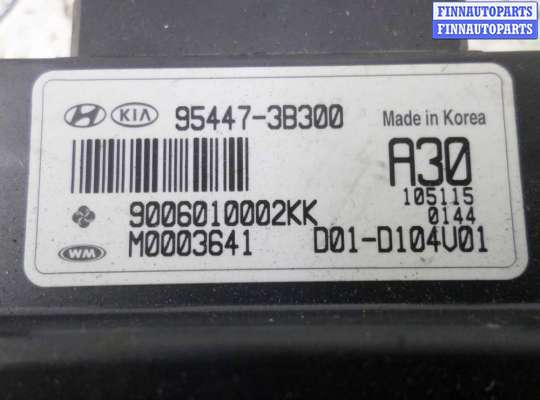 FINNAUTOPARTS
FINNAUTOPARTS
KIA 95447-3B300 Made in Korea
A30
105115
9006010002KK 0144
WM M0003641 D01-D104V01